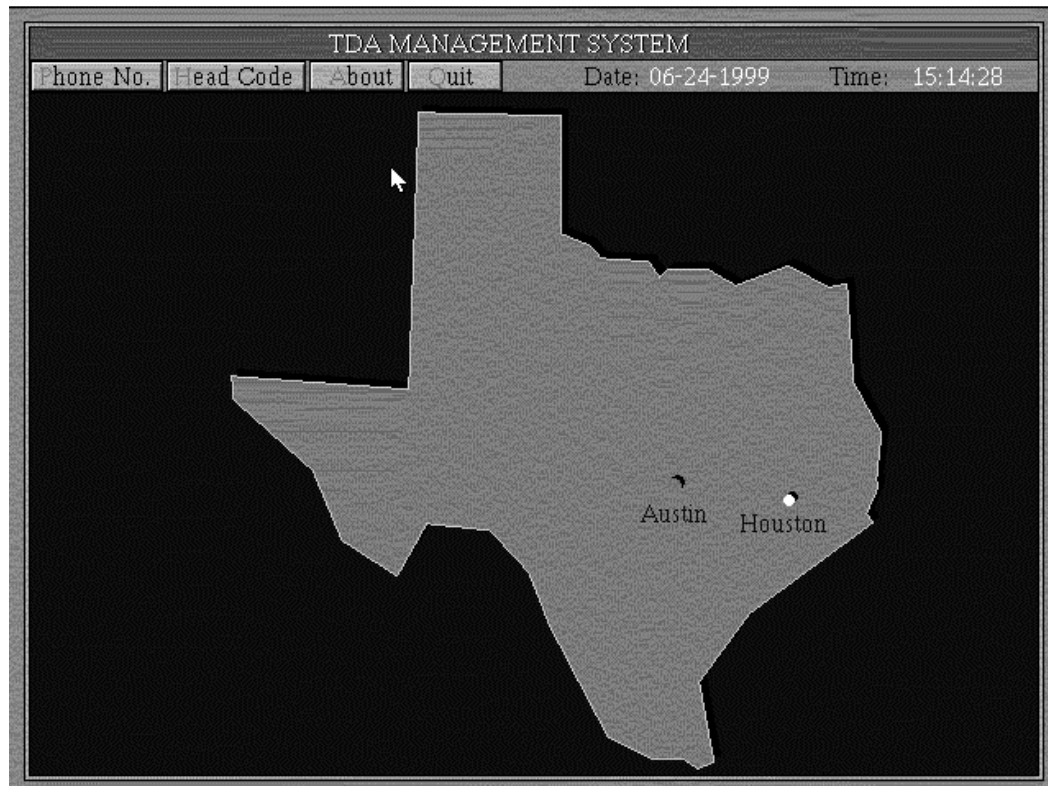 TDA MANAGEMENT SYSTEM
Phone No. Head Code About Quit Date: 06-24-1999 Time: 15:14:28
Austin
Houston